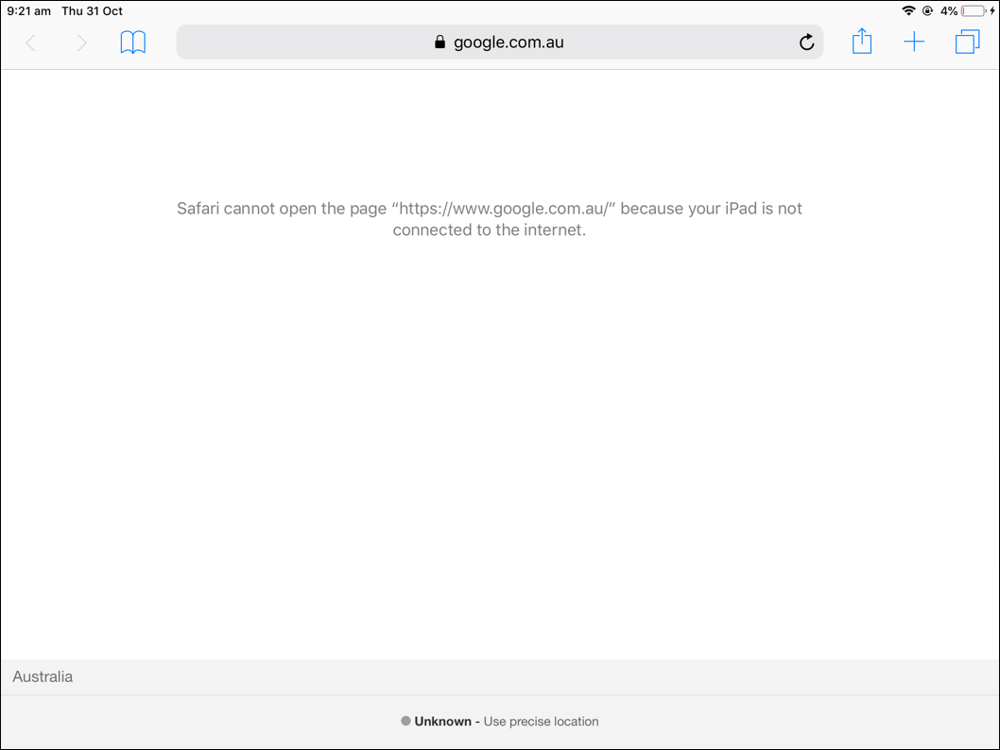 9:21 am Thu 31 Oct 4%
google.com.au
Safari cannot open the page “https://www.google.com.au/” because your iPad is not
connected to the internet.
Australia
Unknown - Use precise location